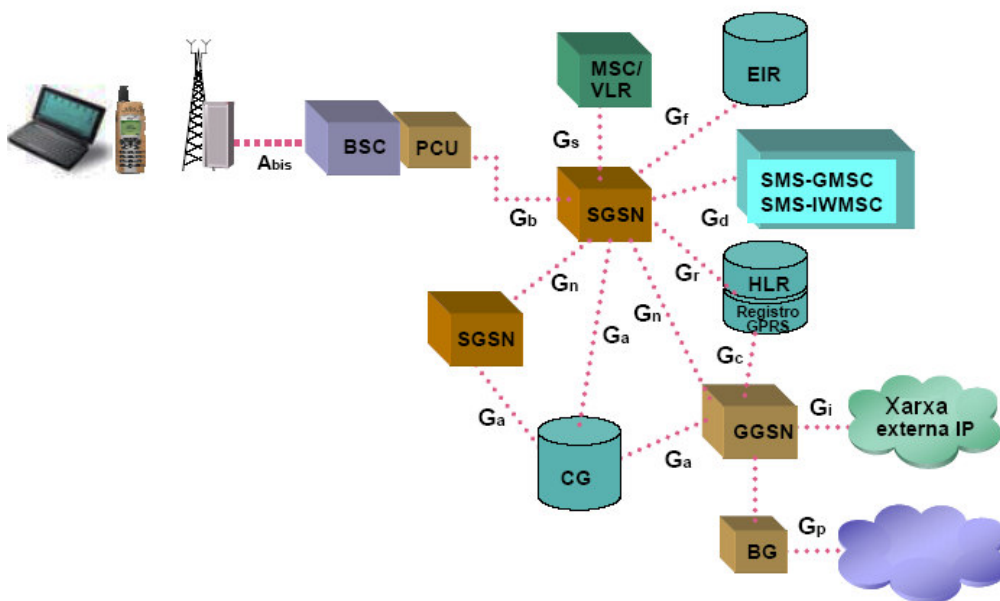 MSC/
VLR
EIR
Gs
Gf
BSC
PCU
Abis
SMS-GMSC
SMS-IWMSC
Gb
SGSN
Gd
Gr
HLR
Registro
GPRS
Gn
Gn
SGSN
Ga
Gc
Ga
GGSN
Gi
Xarxa
externa IP
CG
Ga
BG
Gp